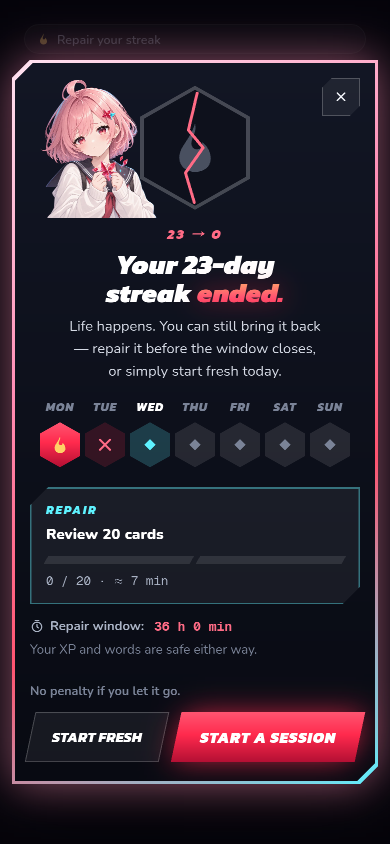 Repair your streak
×
23 → 0
Your 23-day
streak ended.
Life happens. You can still bring it back
— repair it before the window closes,
or simply start fresh today.
MON TUE WED THU FRI SAT SUN
REPAIR
Review 20 cards
0 / 20 · ≈ 7 min
Repair window: 36 h 0 min
Your XP and words are safe either way.
No penalty if you let it go.
START FRESH
START A SESSION